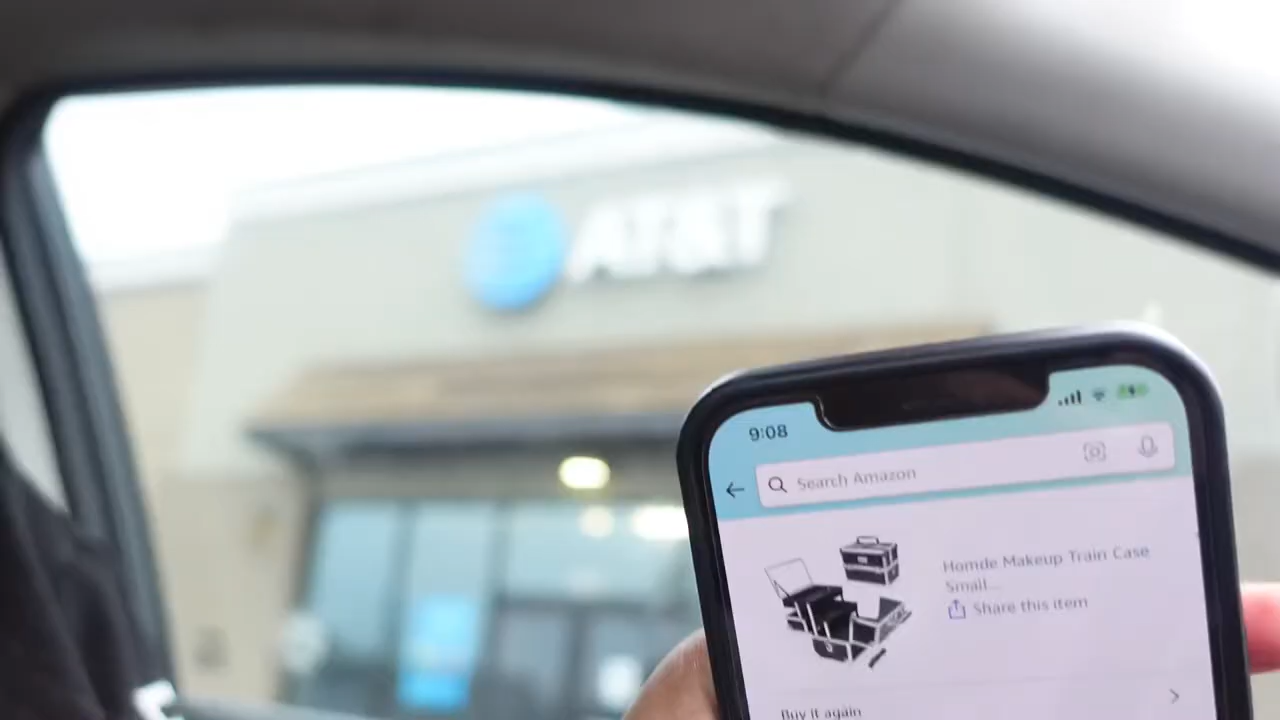 AT&T
9:08
Search Amazon
Homde Makeup Train Case
Small...
Share this item
Buy it again